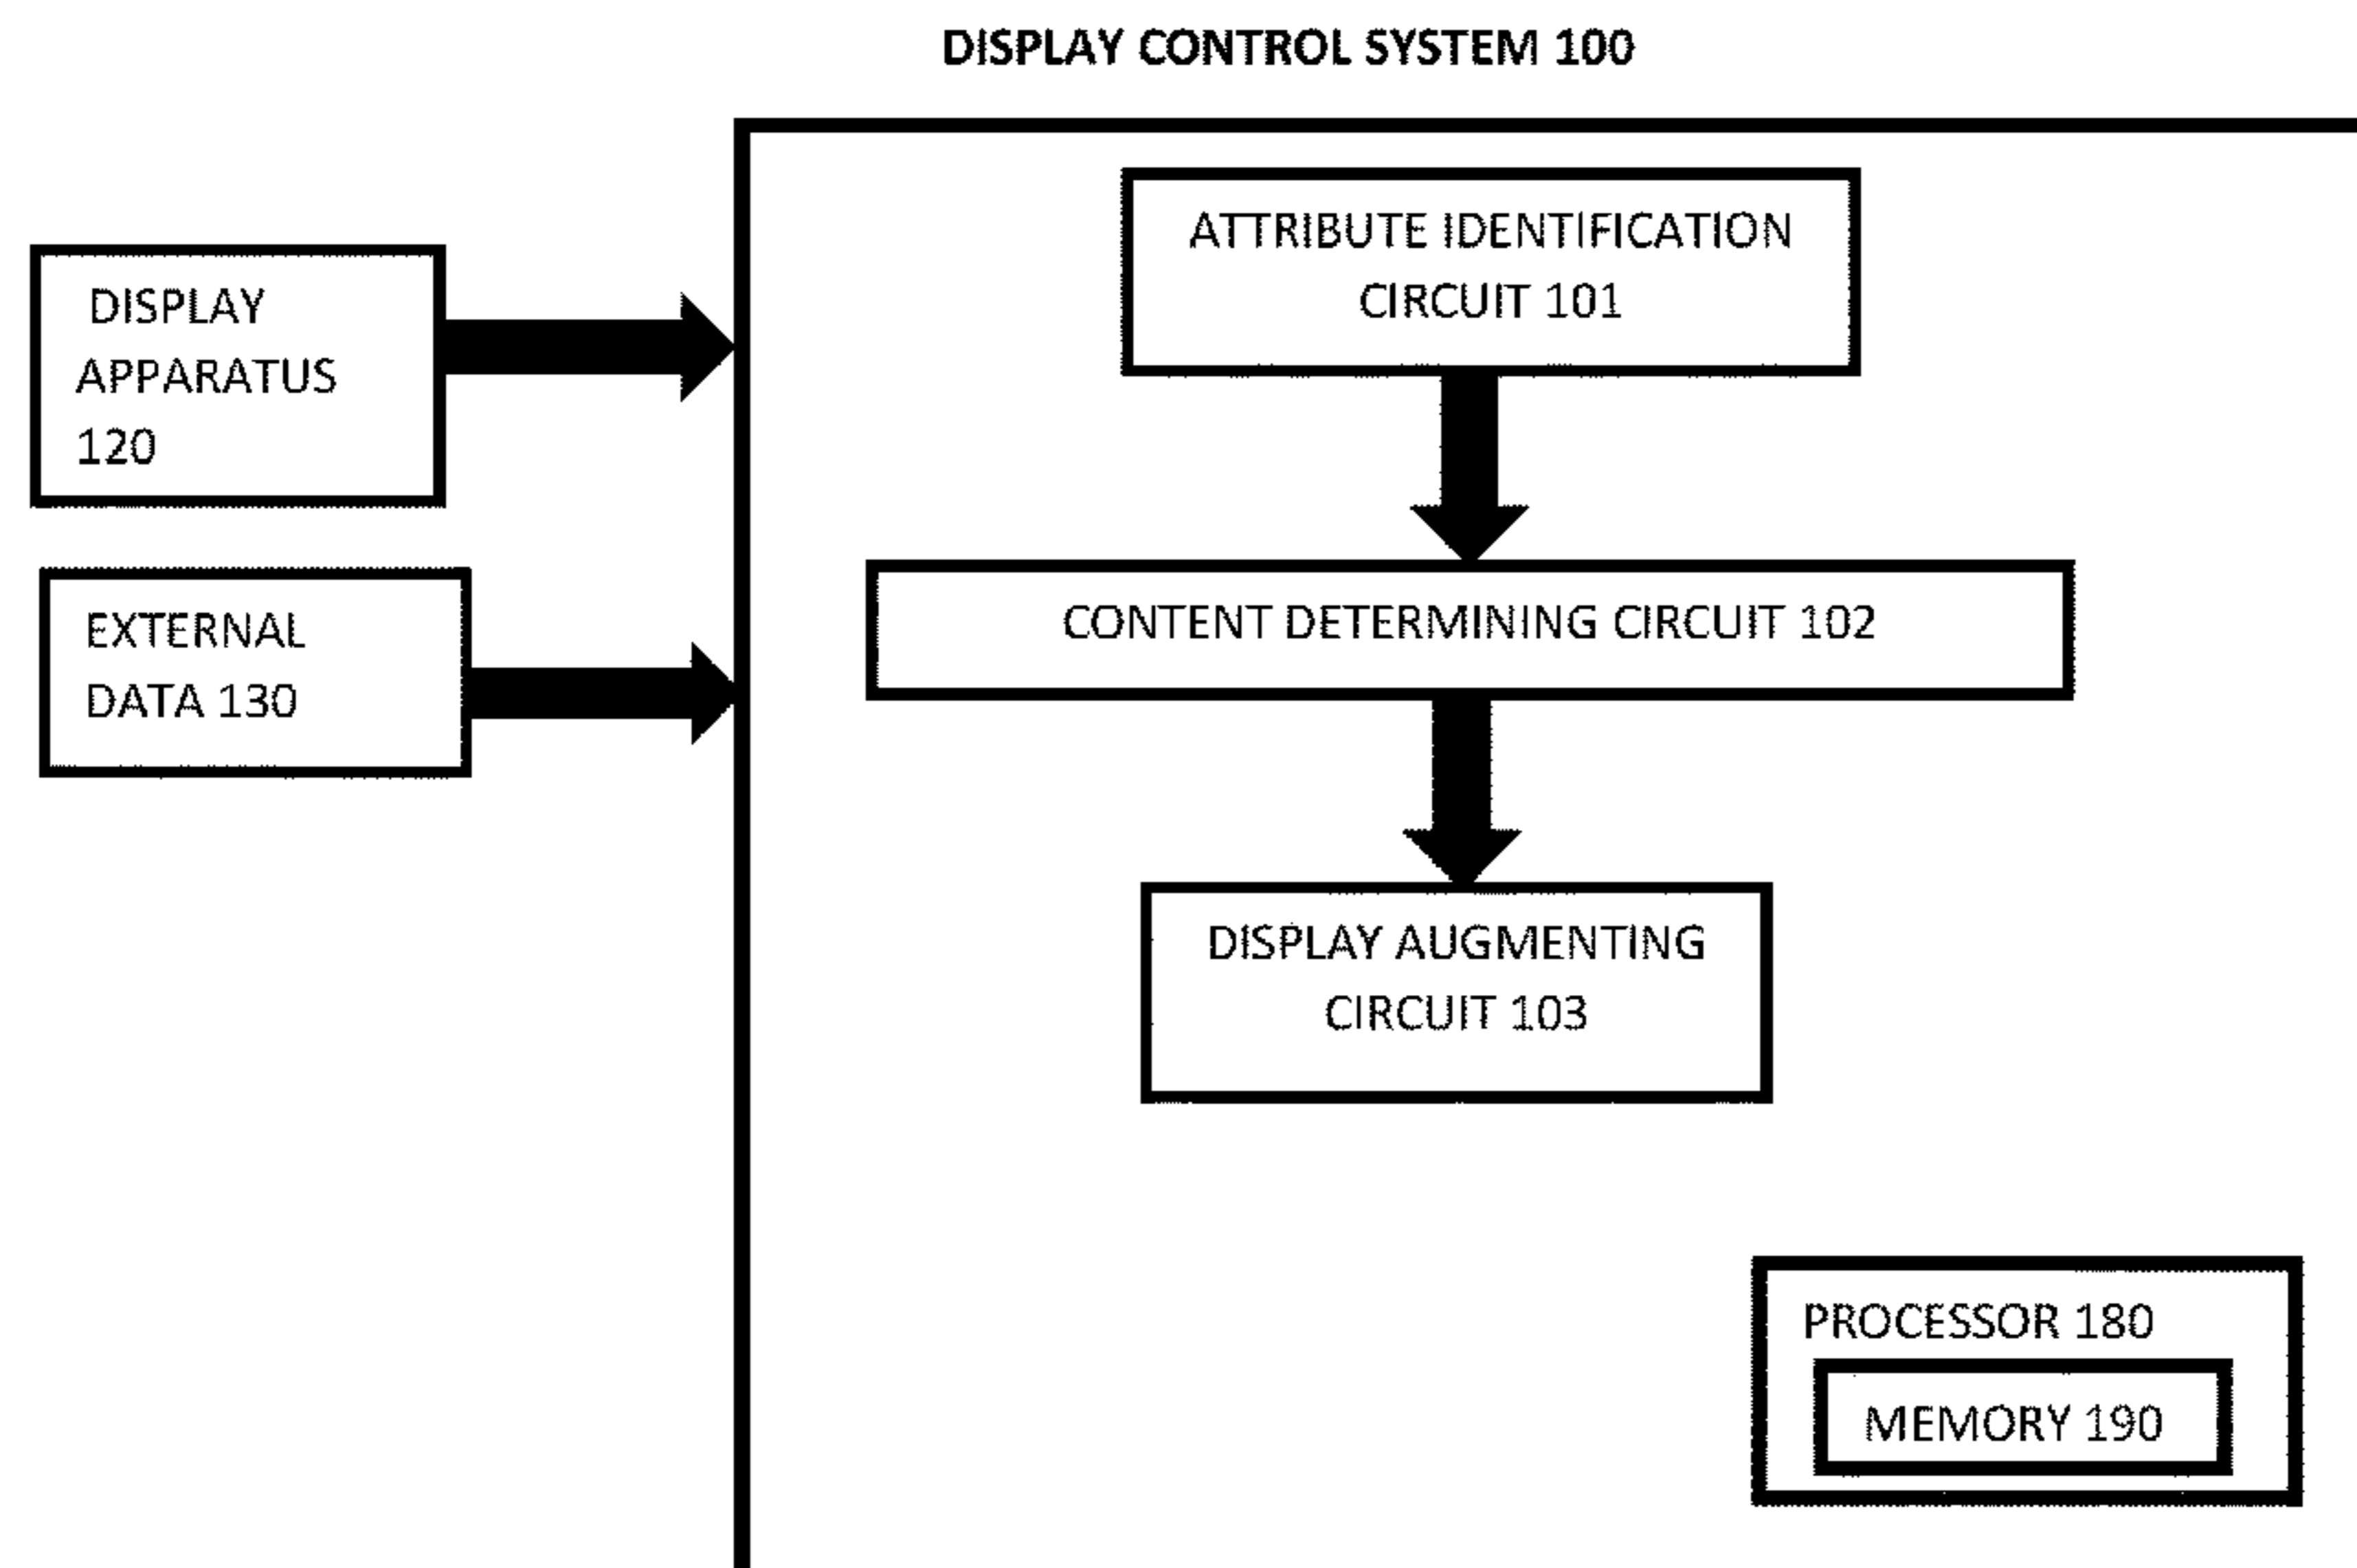 DISPLAY CONTROL SYSTEM 100
DISPLAY
APPARATUS
120
EXTERNAL
DATA 130
ATTRIBUTE IDENTIFICATION
CIRCUIT 101
CONTENT DETERMINING CIRCUIT 102
DISPLAY AUGMENTING
CIRCUIT 103
PROCESSOR 180
MEMORY 190